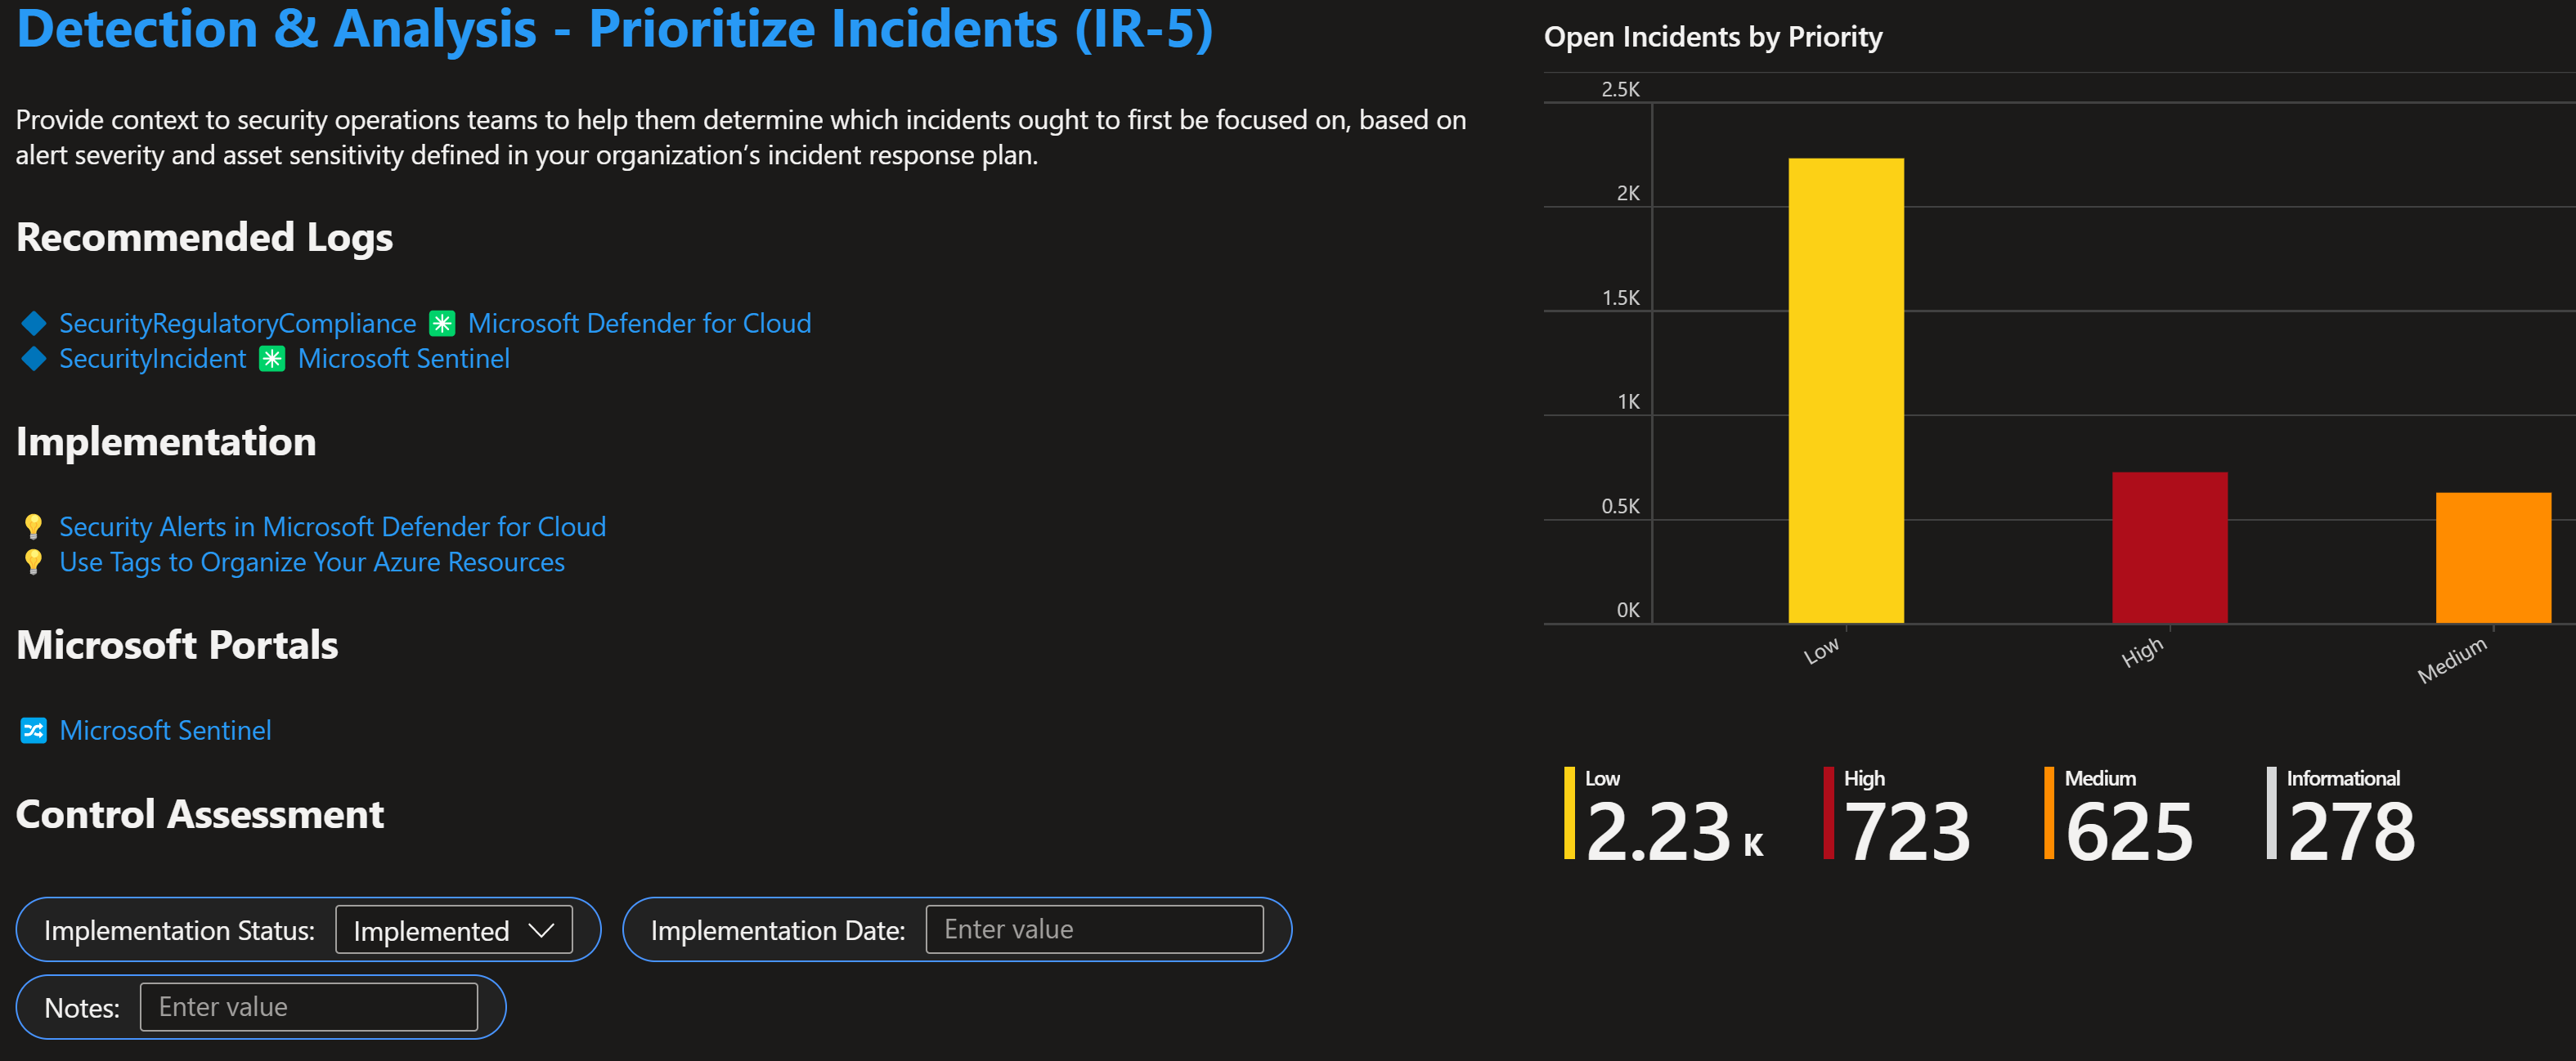 Detection & Analysis - Prioritize Incidents (IR-5)
Provide context to security operations teams to help them determine which incidents ought to first be focused on, based on
alert severity and asset sensitivity defined in your organization’s incident response plan.
Recommended Logs
SecurityRegulatoryCompliance Microsoft Defender for Cloud
SecurityIncident Microsoft Sentinel
Implementation
Security Alerts in Microsoft Defender for Cloud
Use Tags to Organize Your Azure Resources
Microsoft Portals
Microsoft Sentinel
Control Assessment
Implementation Status: Implemented
Implementation Date: Enter value
Notes: Enter value
Open Incidents by Priority
2.5K
2K
1.5K
1K
0.5K
0K
Low
High
Medium
Low
2.23 K
High
723
Medium
625
Informational
278